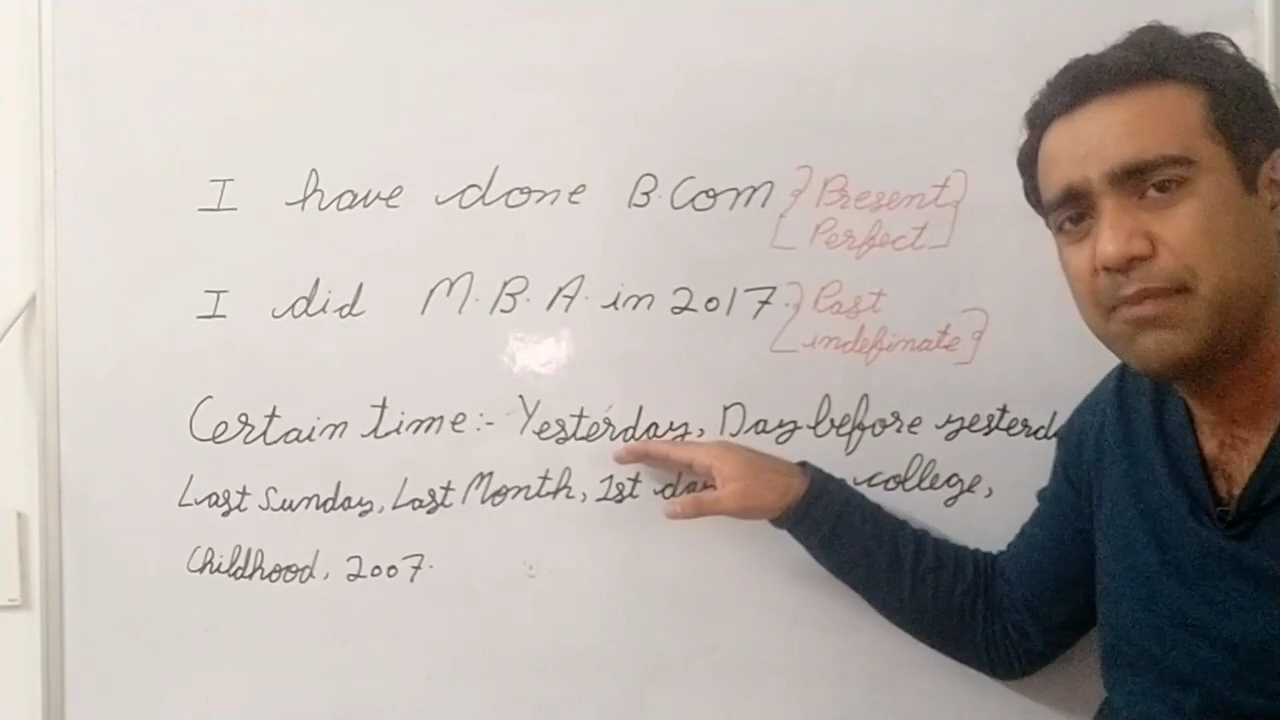 I have done B.Com } Present
[ Perfect ]
I did M.B.A. in 2017. } Past
[ indefinate }
Certain time:- Yesterday, Day before yesterd
Last Sunday, Last Month, 1st da college,
Childhood, 2007.